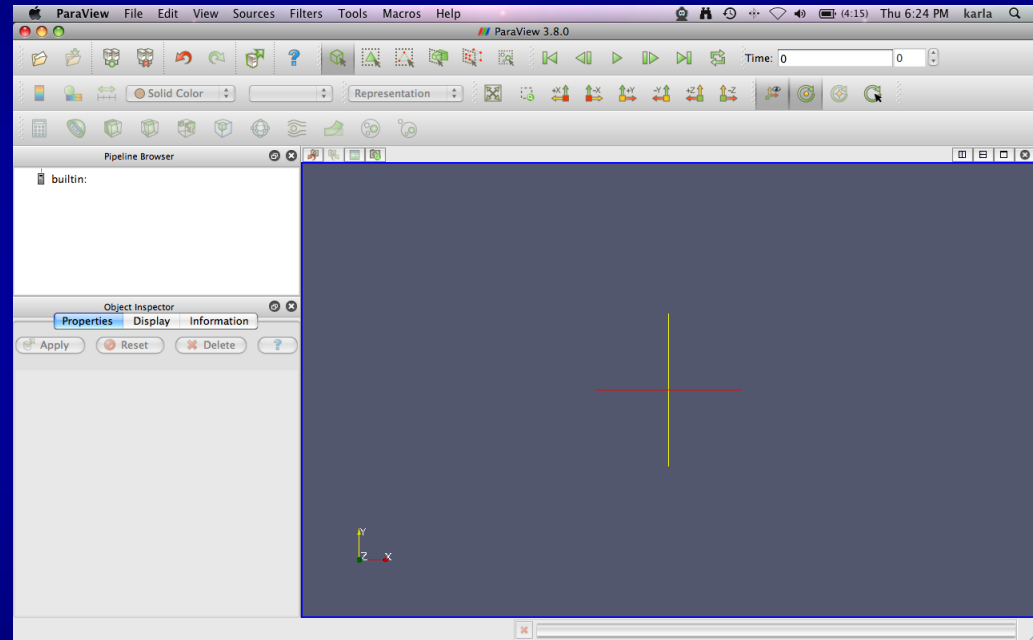 ParaView File Edit View Sources Filters Tools Macros Help (4:15) Thu 6:24 PM karla
ParaView 3.8.0
Time: 0 0
Solid Color Representation +X -X +Y -Y +Z -Z
Pipeline Browser
builtin:
Object Inspector
Properties Display Information
Apply Reset Delete ?
Y
Z X